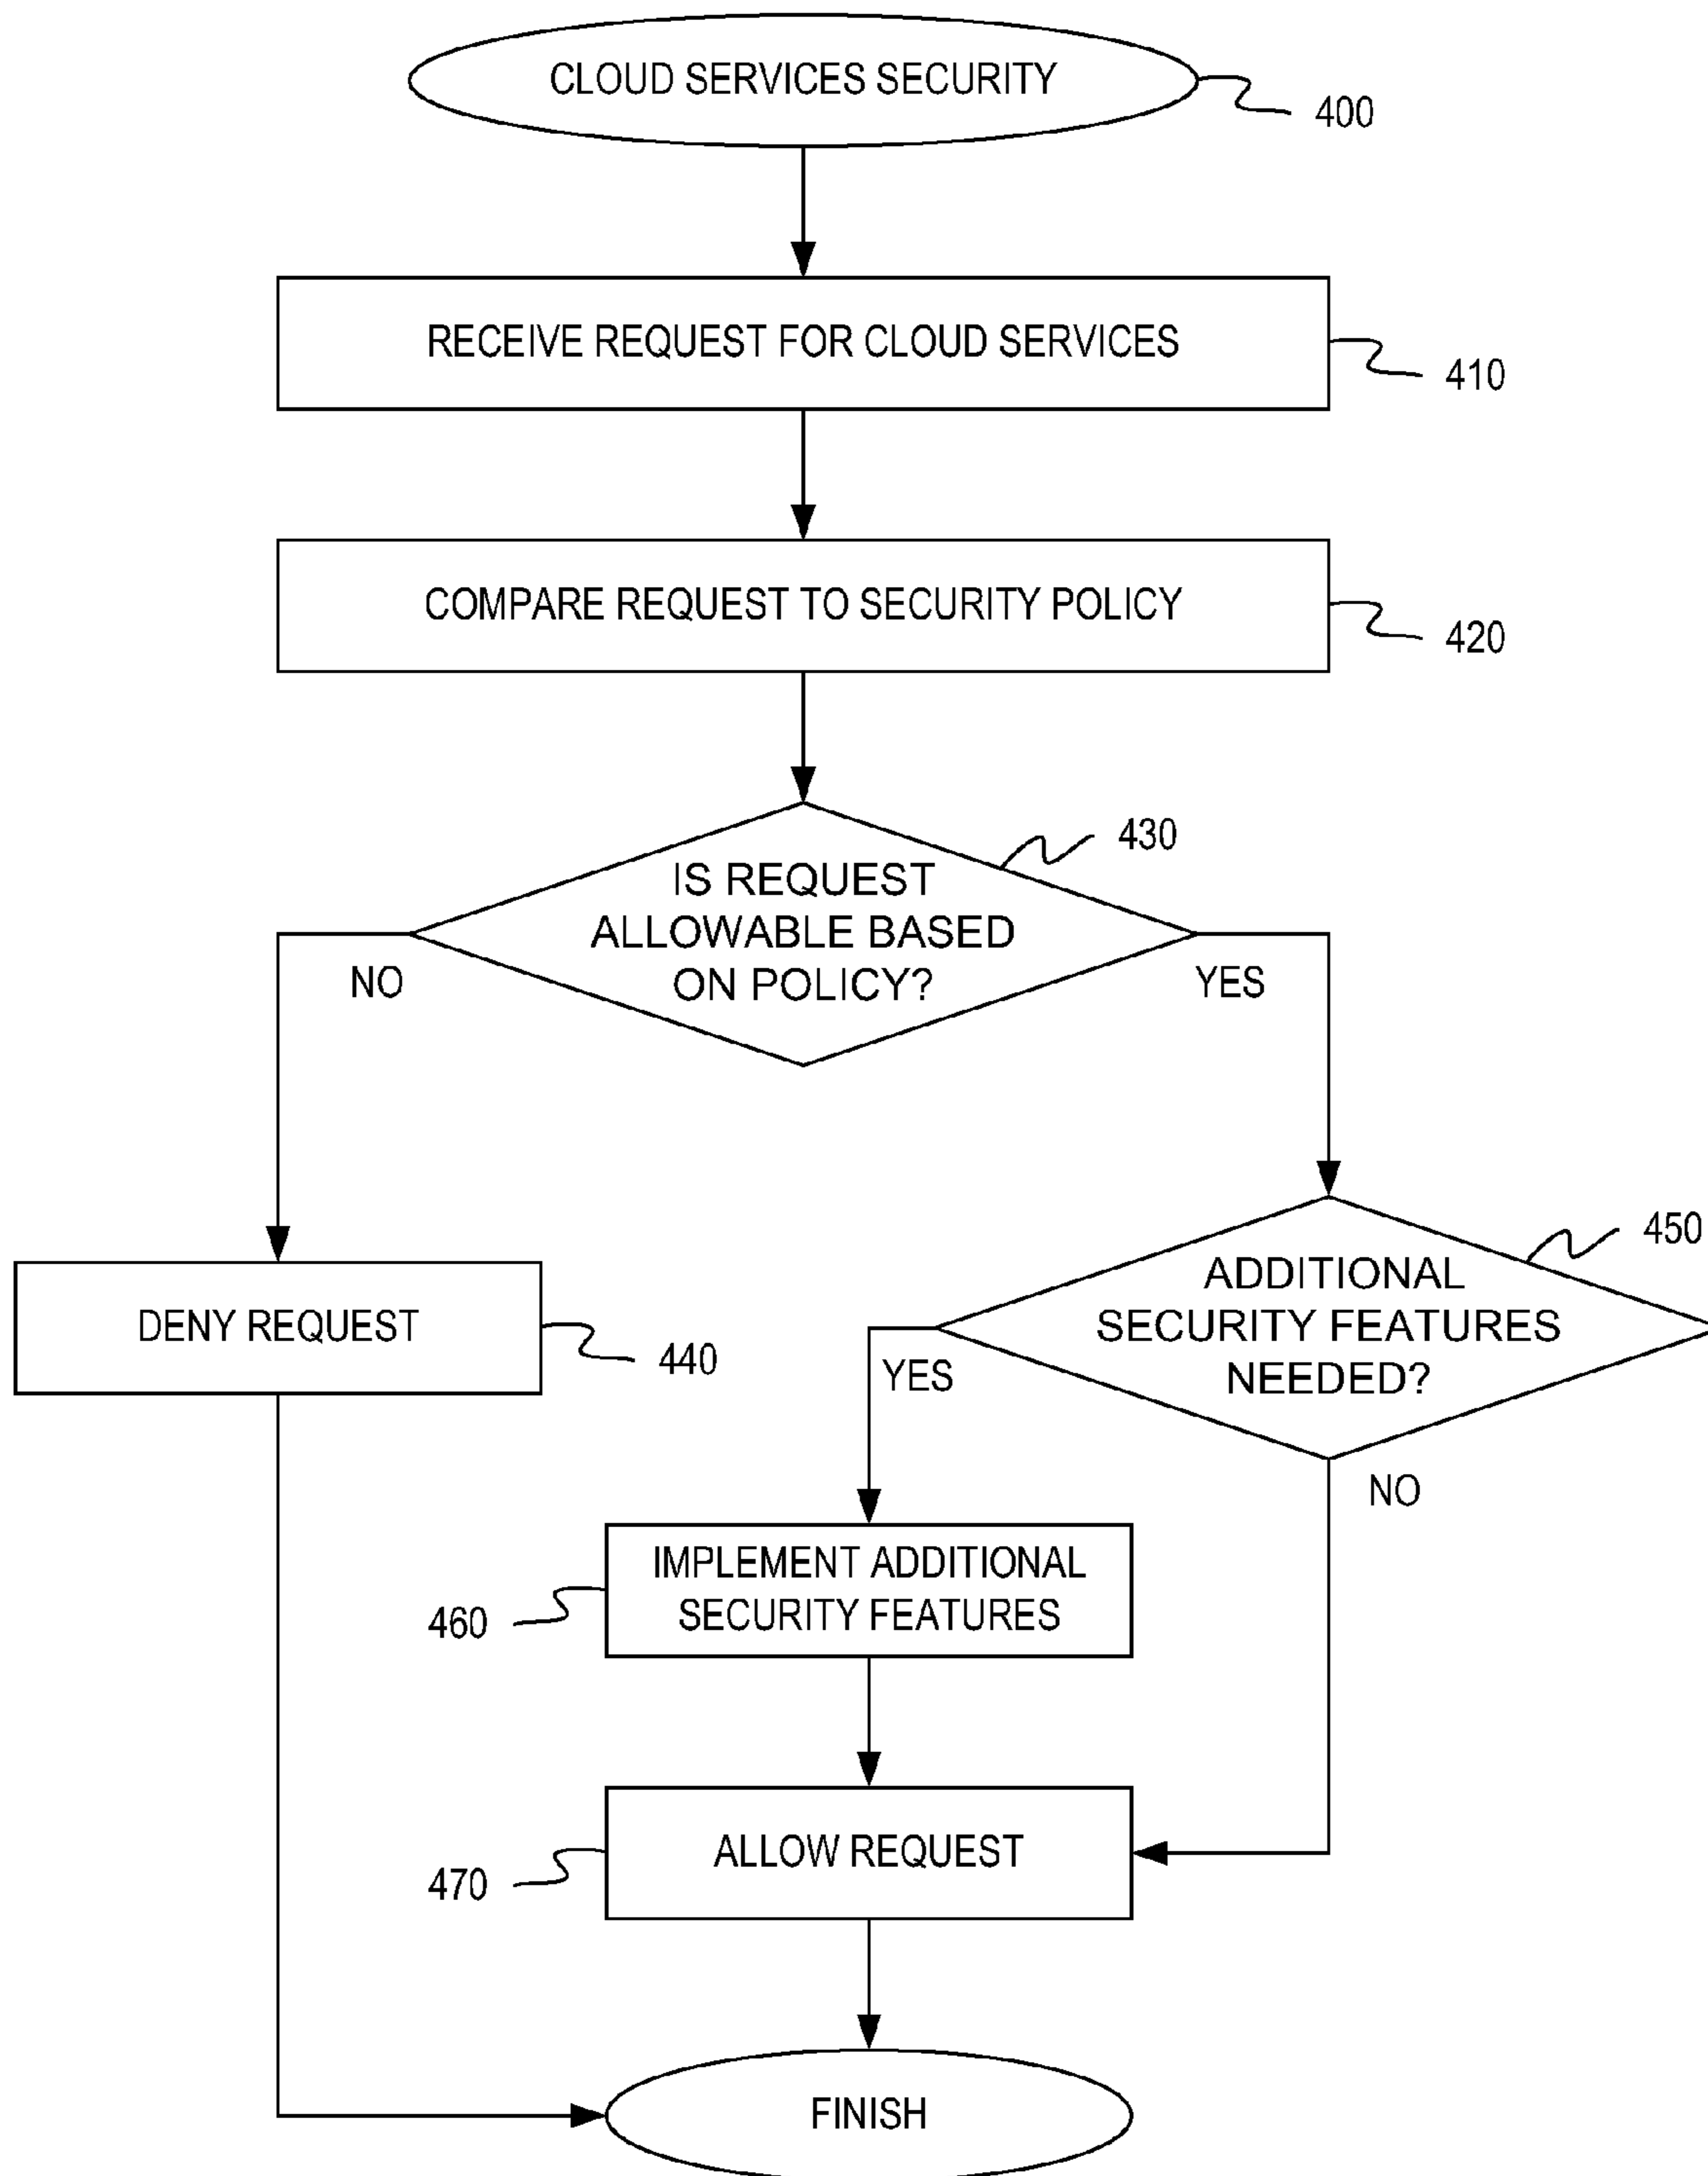 CLOUD SERVICES SECURITY
400
RECEIVE REQUEST FOR CLOUD SERVICES
410
COMPARE REQUEST TO SECURITY POLICY
420
430
IS REQUEST
ALLOWABLE BASED
ON POLICY?
NO
YES
450
ADDITIONAL
SECURITY FEATURES
NEEDED?
DENY REQUEST
440
YES
NO
IMPLEMENT ADDITIONAL
SECURITY FEATURES
460
ALLOW REQUEST
470
FINISH